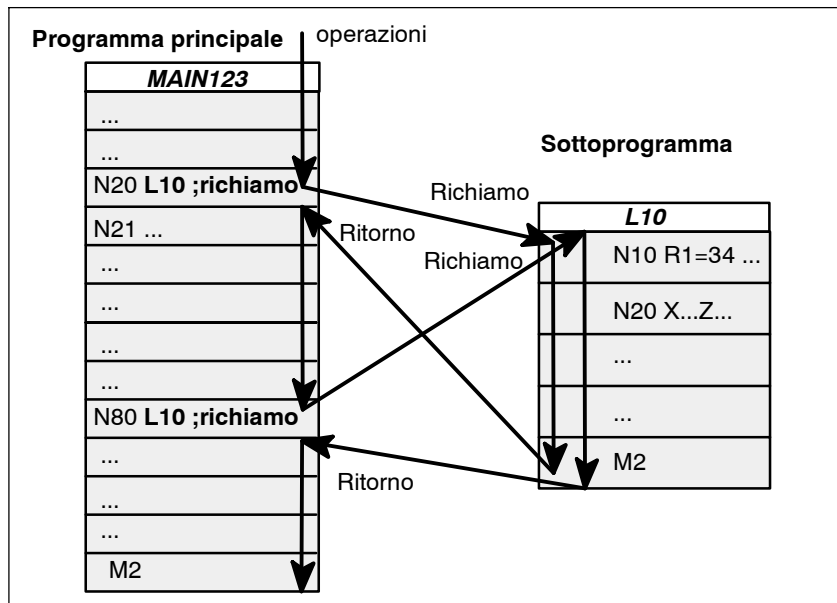 Programma principale
operazioni
MAIN123
...
...
N20 L10 ;richiamo
N21 ...
...
...
...
...
N80 L10 ;richiamo
...
...
...
M2
Richiamo
Ritorno
Richiamo
Ritorno
Sottoprogramma
L10
N10 R1=34 ...
N20 X...Z...
...
...
M2